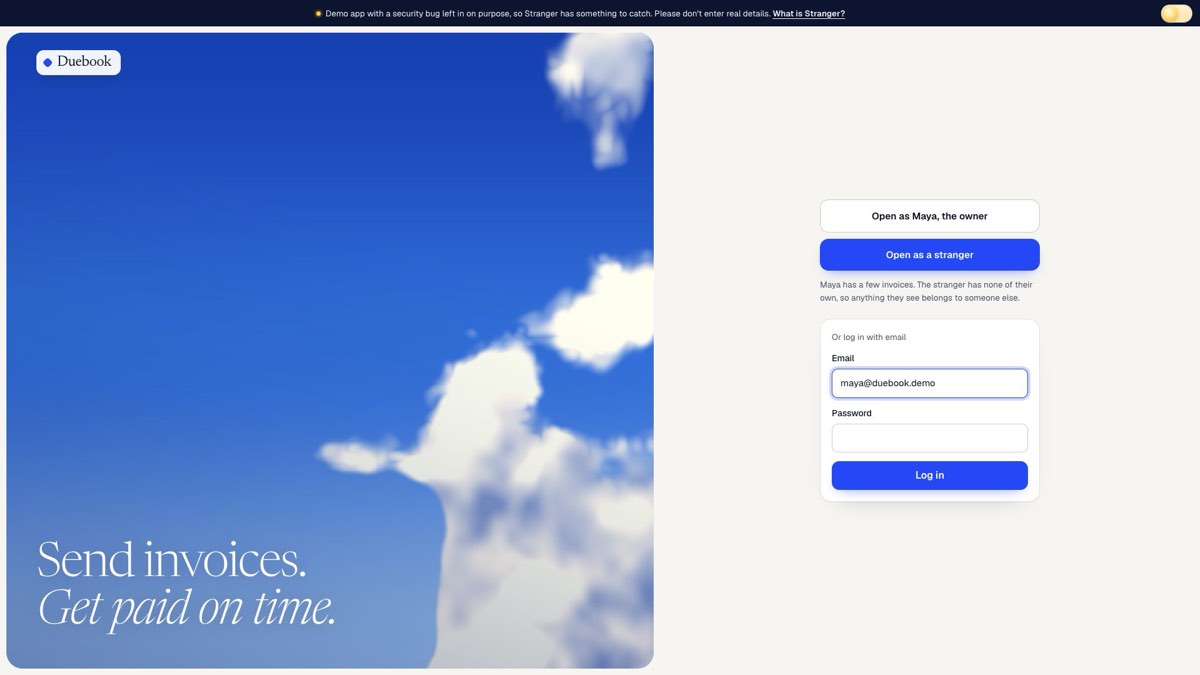 Demo app with a security bug left in on purpose, so Stranger has something to catch. Please don't enter real details. What is Stranger?
Duebook
Send invoices.
Get paid on time.
Open as Maya, the owner
Open as a stranger
Maya has a few invoices. The stranger has none of their
own, so anything they see belongs to someone else.
Or log in with email
Email
maya@duebook.demo
Password
Log in